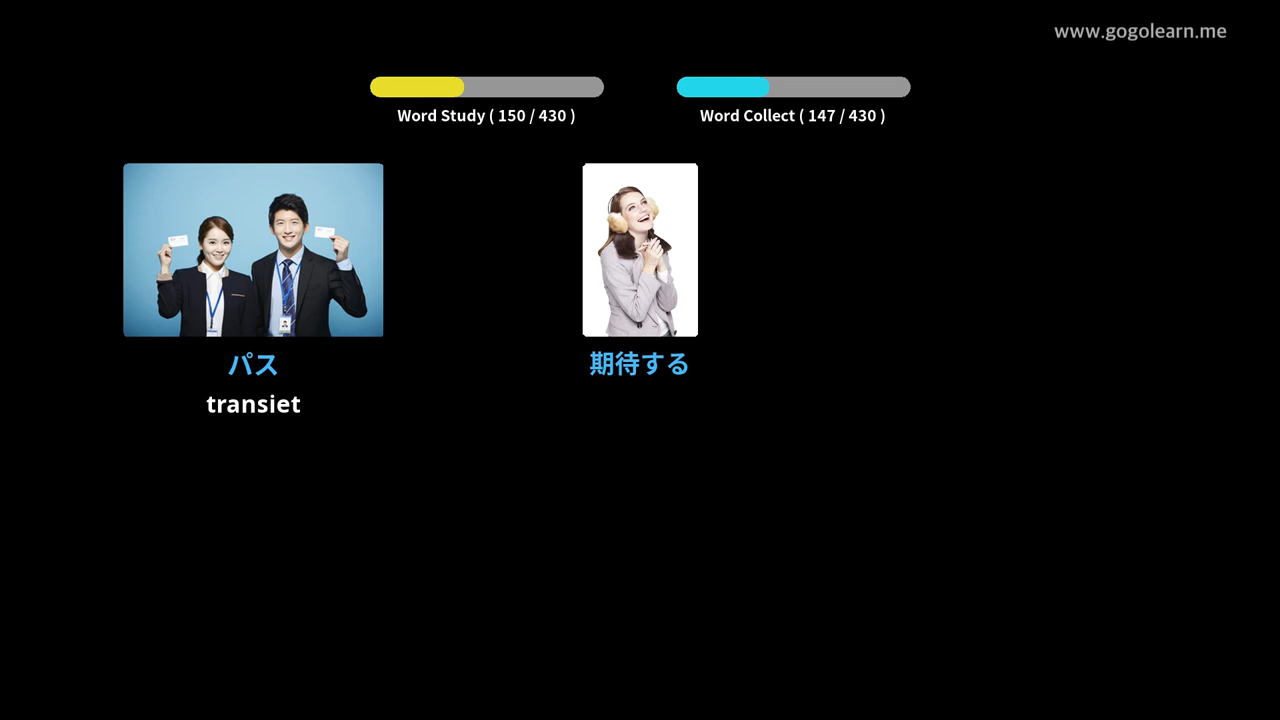 www.gogolearn.me
Word Study ( 150 / 430 )
Word Collect ( 147 / 430 )
パス
transiet
期待する